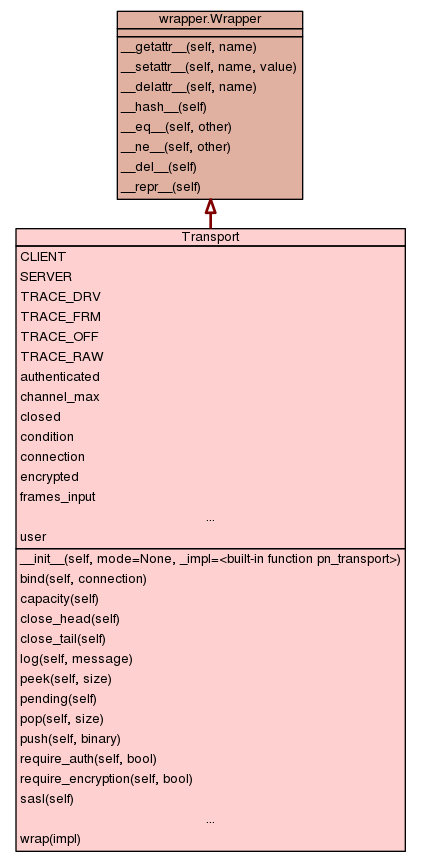 wrapper.Wrapper
__getattr__(self, name)
__setattr__(self, name, value)
__delattr__(self, name)
__hash__(self)
__eq__(self, other)
__ne__(self, other)
__del__(self)
__repr__(self)
Transport
CLIENT
SERVER
TRACE_DRV
TRACE_FRM
TRACE_OFF
TRACE_RAW
authenticated
channel_max
closed
condition
connection
encrypted
frames_input
...
user
__init__(self, mode=None, _impl=<built-in function pn_transport>)
bind(self, connection)
capacity(self)
close_head(self)
close_tail(self)
log(self, message)
peek(self, size)
pending(self)
pop(self, size)
push(self, binary)
require_auth(self, bool)
require_encryption(self, bool)
sasl(self)
...
wrap(impl)